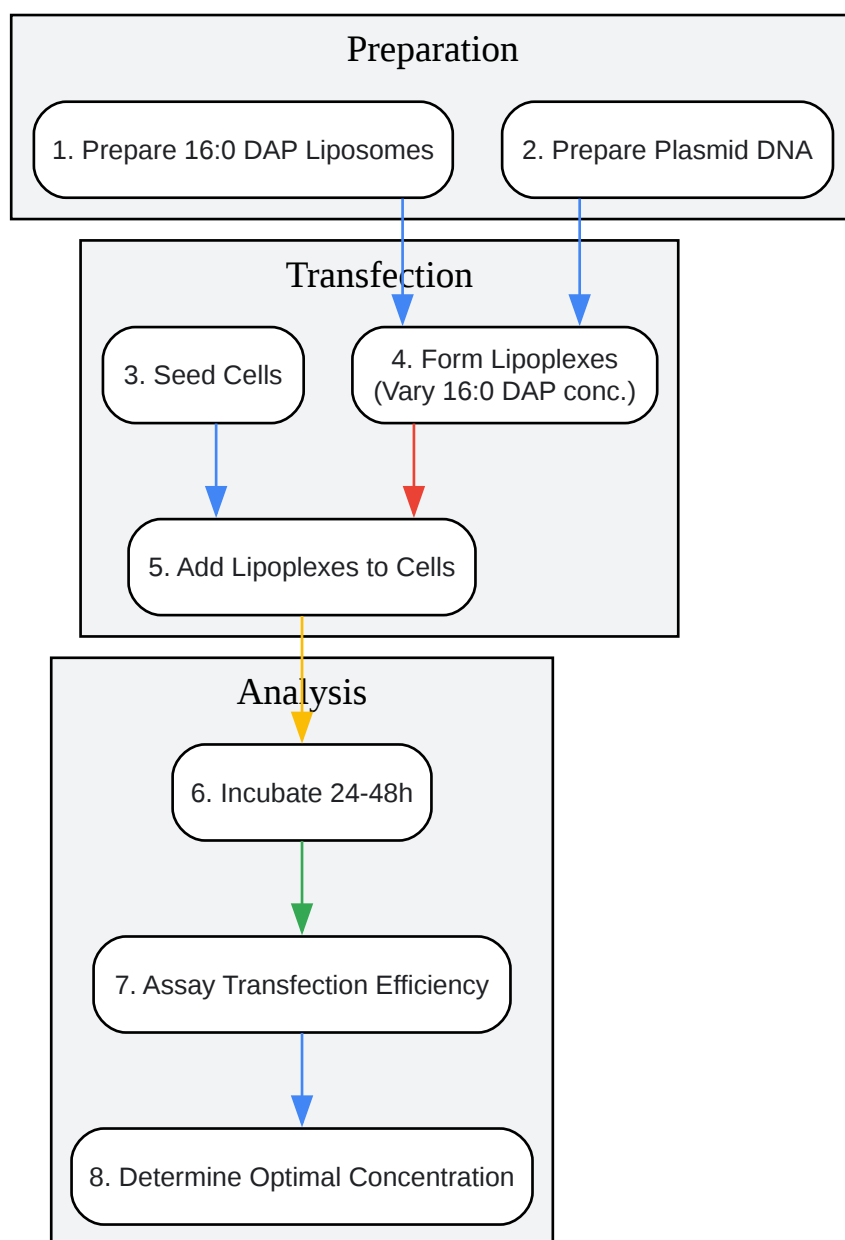 Preparation
1. Prepare 16:0 DAP Liposomes
2. Prepare Plasmid DNA
Transfection
3. Seed Cells
4. Form Lipoplexes
(Vary 16:0 DAP conc.)
5. Add Lipoplexes to Cells
Analysis
6. Incubate 24-48h
7. Assay Transfection Efficiency
8. Determine Optimal Concentration